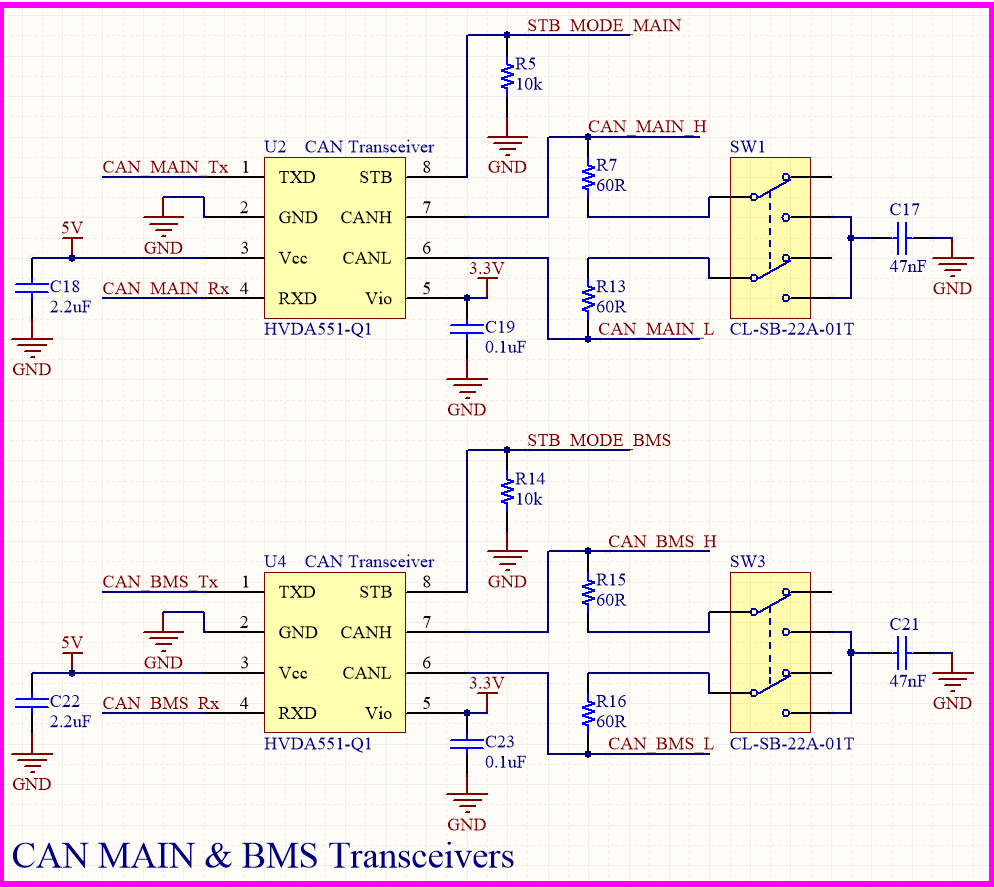 STB_MODE_MAIN
R5
10k
GND
CAN_MAIN_H
U2 CAN Transceiver
SW1
CAN_MAIN_Tx 1 TXD STB 8
R7
60R
2 GND CANH 7
C17
GND
5V
3 Vcc CANL 6
47nF
3.3V
GND
C18
2.2uF
CAN_MAIN_Rx 4 RXD Vio 5
R13
60R
HVDA551-Q1
C19
0.1uF
CAN_MAIN_L
CL-SB-22A-01T
GND
GND
STB_MODE_BMS
R14
10k
GND
CAN_BMS_H
U4 CAN Transceiver
SW3
CAN_BMS_Tx 1 TXD STB 8
R15
60R
2 GND CANH 7
C21
GND
5V
3 Vcc CANL 6
47nF
3.3V
GND
C22
2.2uF
CAN_BMS_Rx 4 RXD Vio 5
R16
60R
HVDA551-Q1
C23
0.1uF
CAN_BMS_L
CL-SB-22A-01T
GND
GND
CAN MAIN & BMS Transceivers